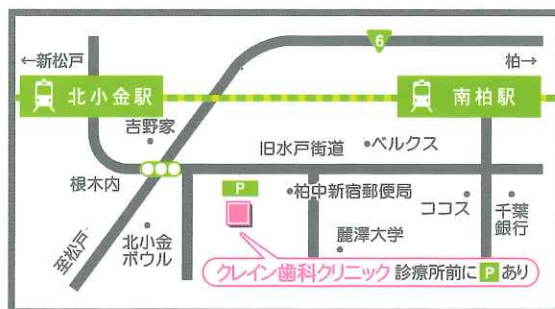 6
←新松戸
柏→
北小金駅
南柏駅
吉野家
旧水戸街道
ベルクス
根木内
P
柏中新宿郵便局
ココス
千葉
銀行
至松戸
北小金
ボウル
麗澤大学
クレイン歯科クリニック 診療所前に P あり